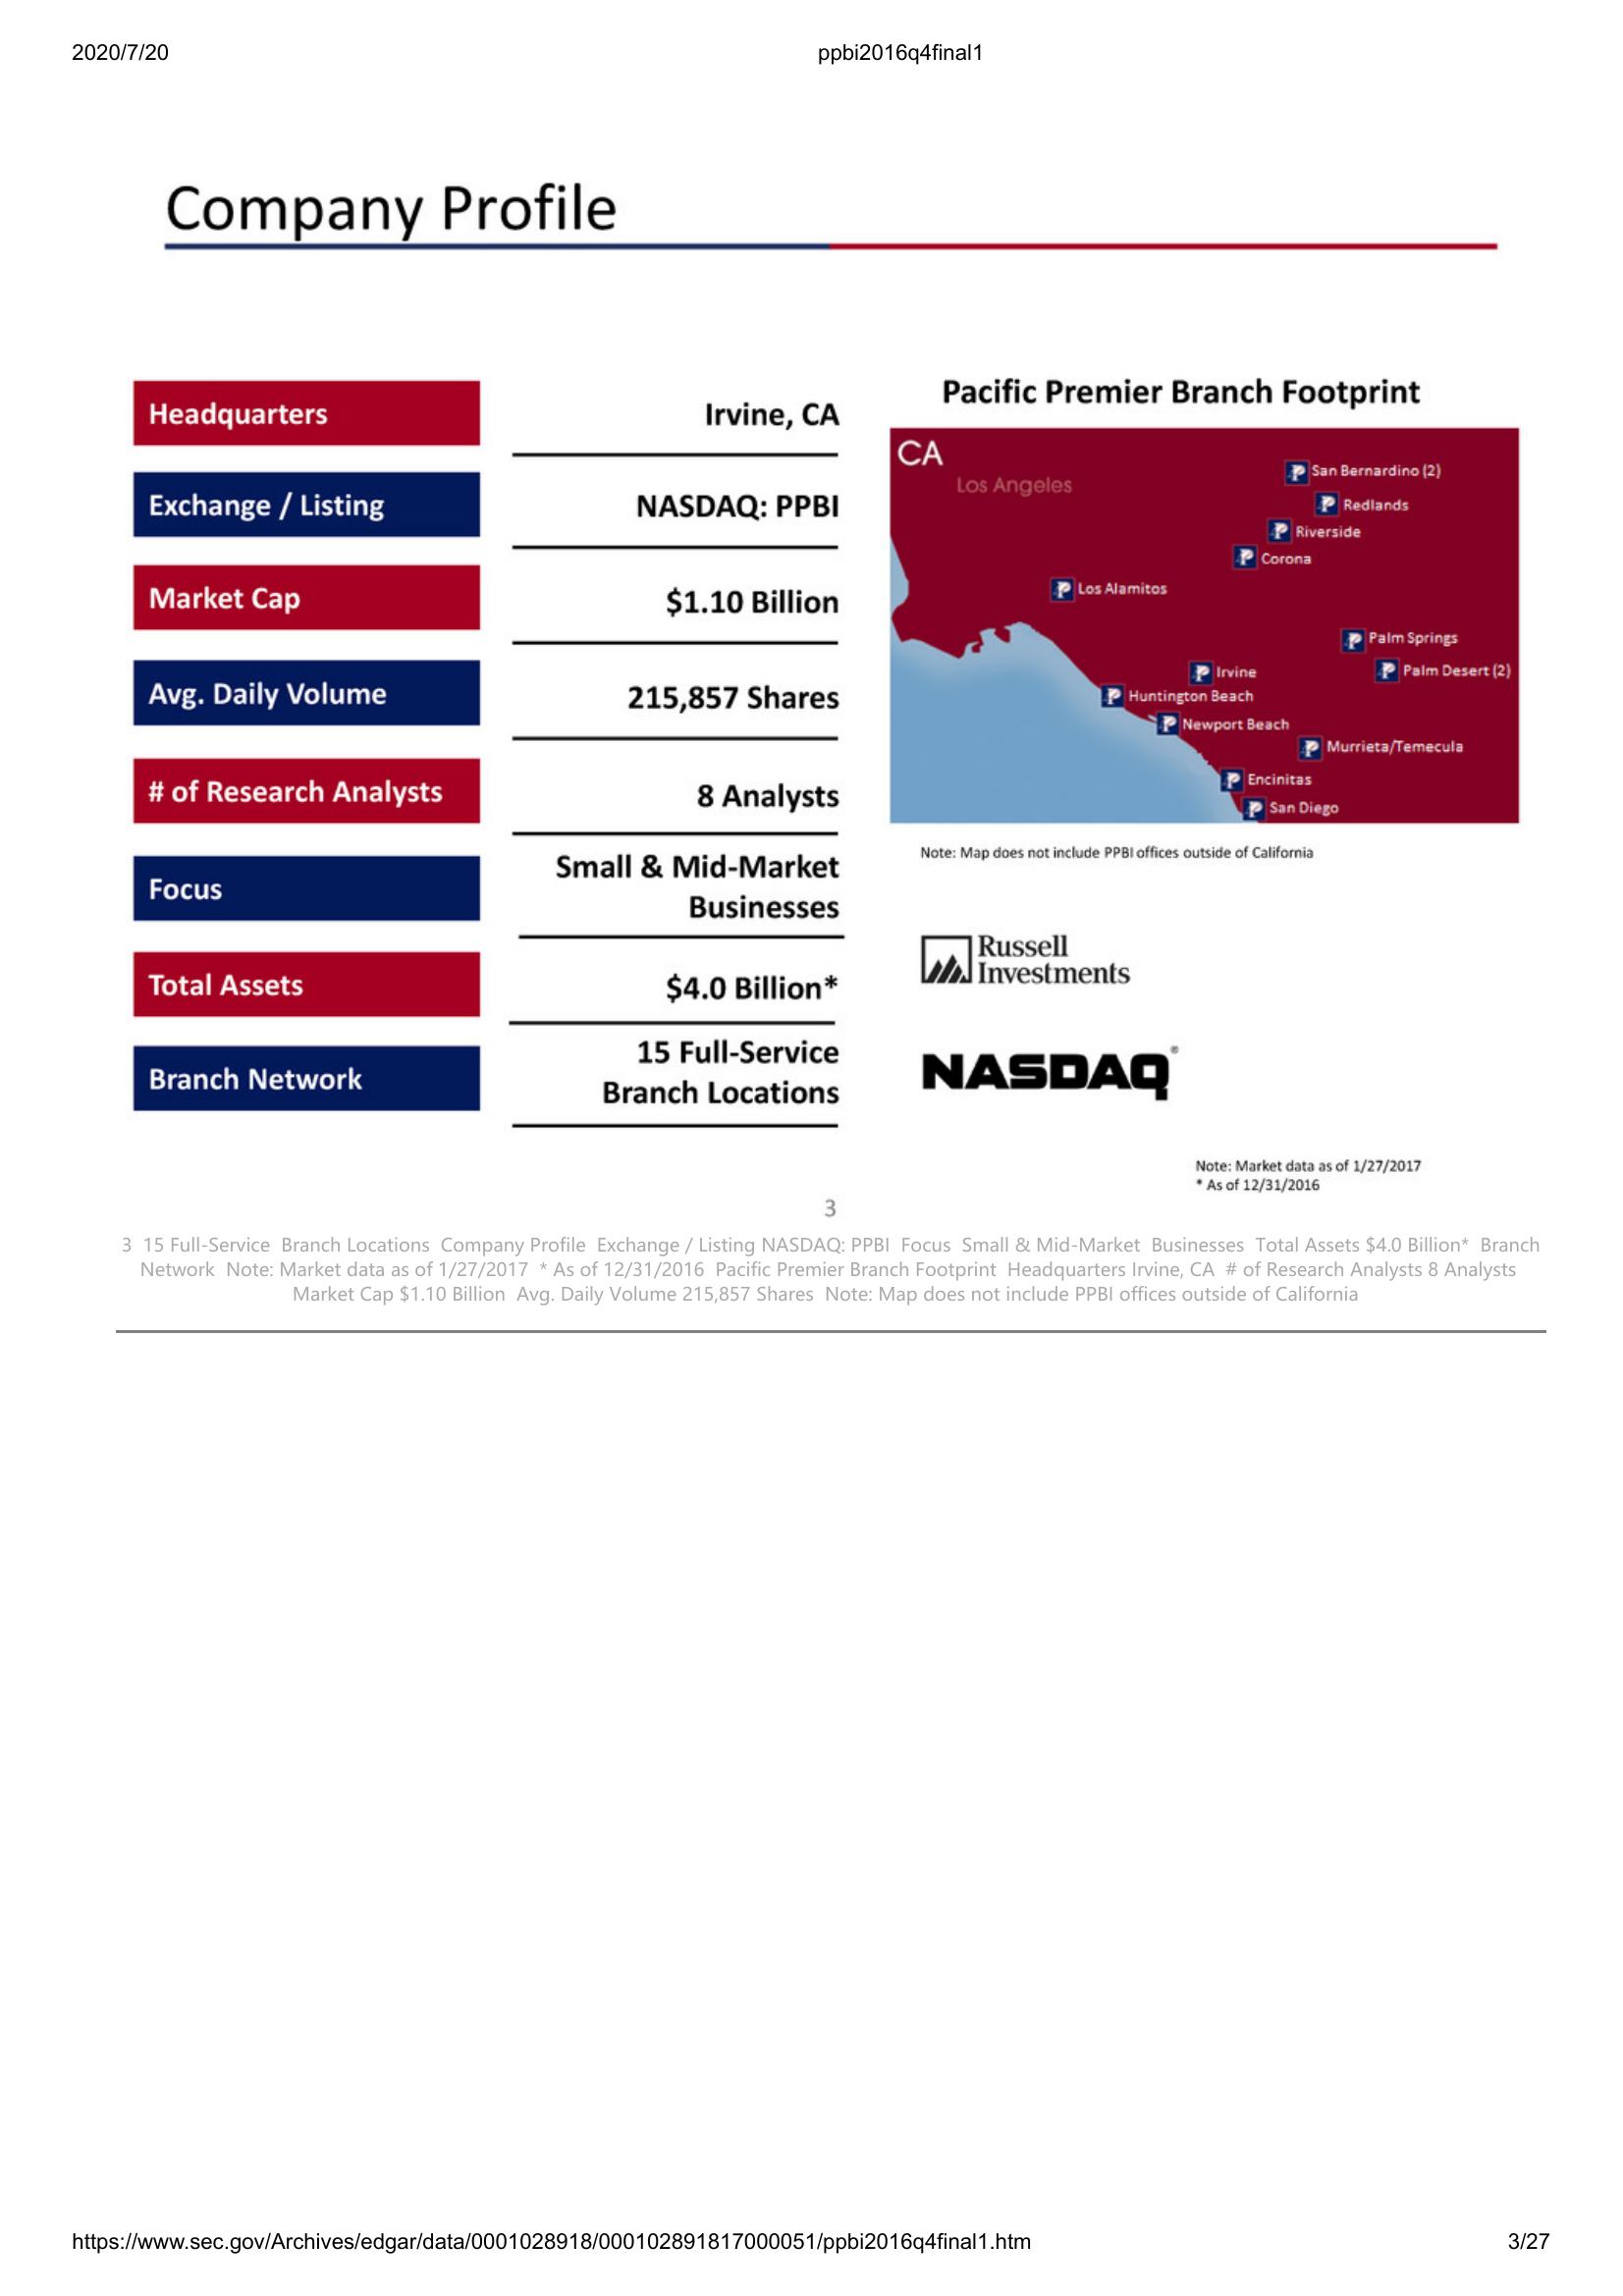 2020/7/20
ppbi2016q4final1
Company Profile
Headquarters
Irvine, CA
Exchange / Listing
NASDAQ: PPBI
Market Cap
$1.10 Billion
Avg. Daily Volume
215,857 Shares
# of Research Analysts
8 Analysts
Focus
Small & Mid-Market
Businesses
Total Assets
$4.0 Billion*
Branch Network
15 Full-Service
Branch Locations
Pacific Premier Branch Footprint
CA
Los Angeles
San Bernardino (2)
Redlands
Riverside
Corona
Los Alamitos
Palm Springs
Palm Desert (2)
Irvine
Huntington Beach
Newport Beach
Murrieta/Temecula
Encinitas
San Diego
Note: Map does not include PPBI offices outside of California
Russell
Investments
NASDAQ®
Note: Market data as of 1/27/2017
* As of 12/31/2016
3
3 15 Full-Service Branch Locations Company Profile Exchange / Listing NASDAQ: PPBI Focus Small & Mid-Market Businesses Total Assets $4.0 Billion* Branch
Network Note: Market data as of 1/27/2017 * As of 12/31/2016 Pacific Premier Branch Footprint Headquarters Irvine, CA # of Research Analysts 8 Analysts
Market Cap $1.10 Billion Avg. Daily Volume 215,857 Shares Note: Map does not include PPBI offices outside of California
https://www.sec.gov/Archives/edgar/data/0001028918/000102891817000051/ppbi2016q4final1.htm
3/27